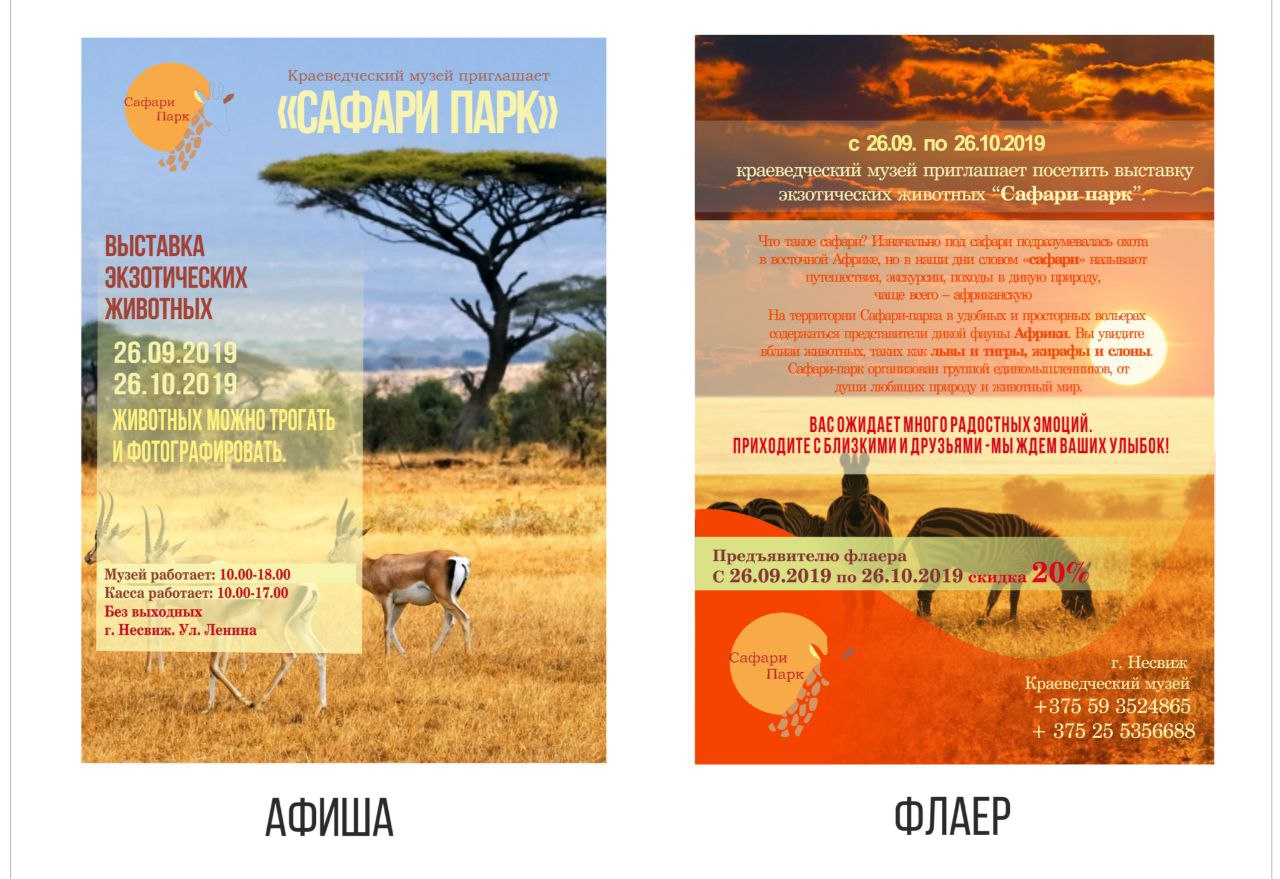 Сафари
Парк
Краеведческий музей приглашает
«САФАРИ ПАРК»
ВЫСТАВКА
ЭКЗОТИЧЕСКИХ
ЖИВОТНЫХ
26.09.2019
26.10.2019
ЖИВОТНЫХ МОЖНО ТРОГАТЬ
И ФОТОГРАФИРОВАТЬ.
Музей работает: 10.00-18.00
Касса работает: 10.00-17.00
Без выходных
г. Несвиж. Ул. Ленина
АФИША
с 26.09. по 26.10.2019
краеведческий музей приглашает посетить выставку
экзотических животных “Сафари парк”.
Что такое сафари? Изначально под сафари подразумевалась охота
в восточной Африке, но в наши дни словом «сафари» называют
путешествия, экскурсии, походы в дикую природу,
чаще всего – африканскую
На территории Сафари-парка в удобных и просторных вольерах
содержаться представители дикой фауны Африки. Вы увидите
вблизи животных, таких как львы и тигры, жирафы и слоны.
Сафари-парк организован группой единомышленников, от
души любящих природу и животный мир.
ВАС ОЖИДАЕТ МНОГО РАДОСТНЫХ ЭМОЦИЙ.
ПРИХОДИТЕ С БЛИЗКИМИ И ДРУЗЬЯМИ -МЫ ЖДЕМ ВАШИХ УЛЫБОК!
Предъявителю флаера
С 26.09.2019 по 26.10.2019 скидка 20%
Сафари
Парк
г. Несвиж
Краеведческий музей
+375 59 3524865
+ 375 25 5356688
ФЛАЕР